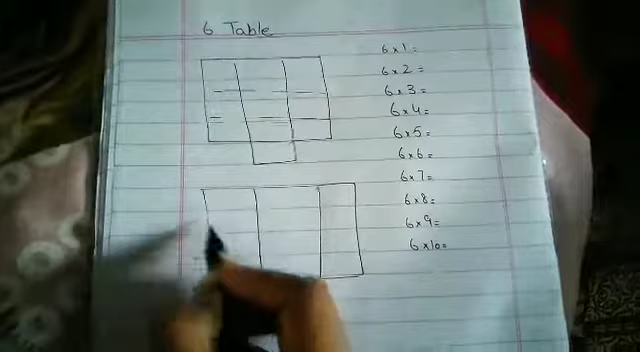 6 Table
6 x 1 =
6 x 2 =
6 x 3 =
6 x 4 =
6 x 5 =
6 x 6 =
6 x 7 =
6 x 8 =
6 x 9 =
6 x 10 =